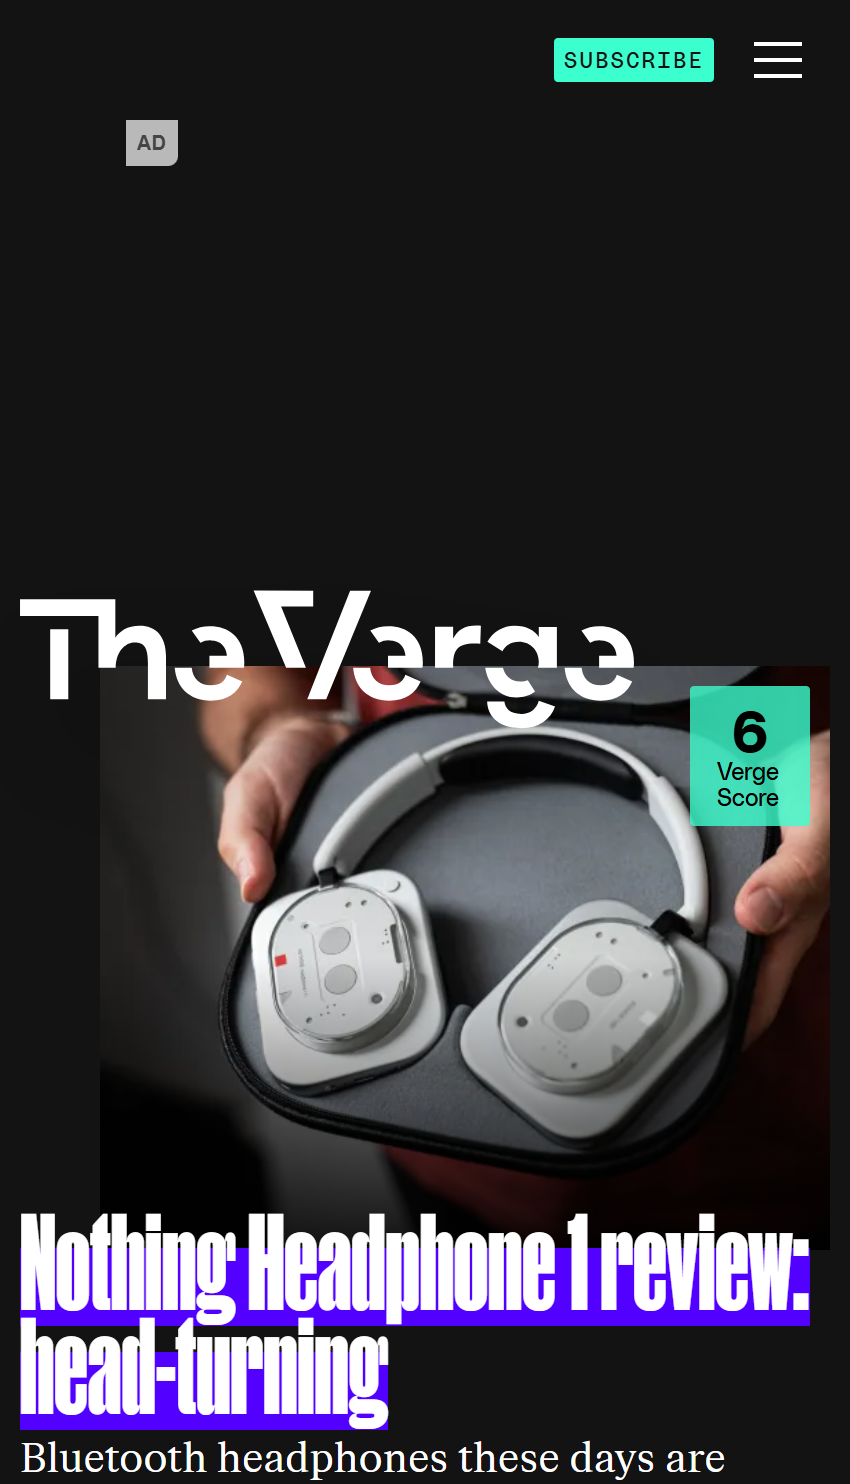 SUBSCRIBE
AD
The Verge
6
Verge
Score
Nothing Headphone 1 review:
head-turning
Bluetooth headphones these days are